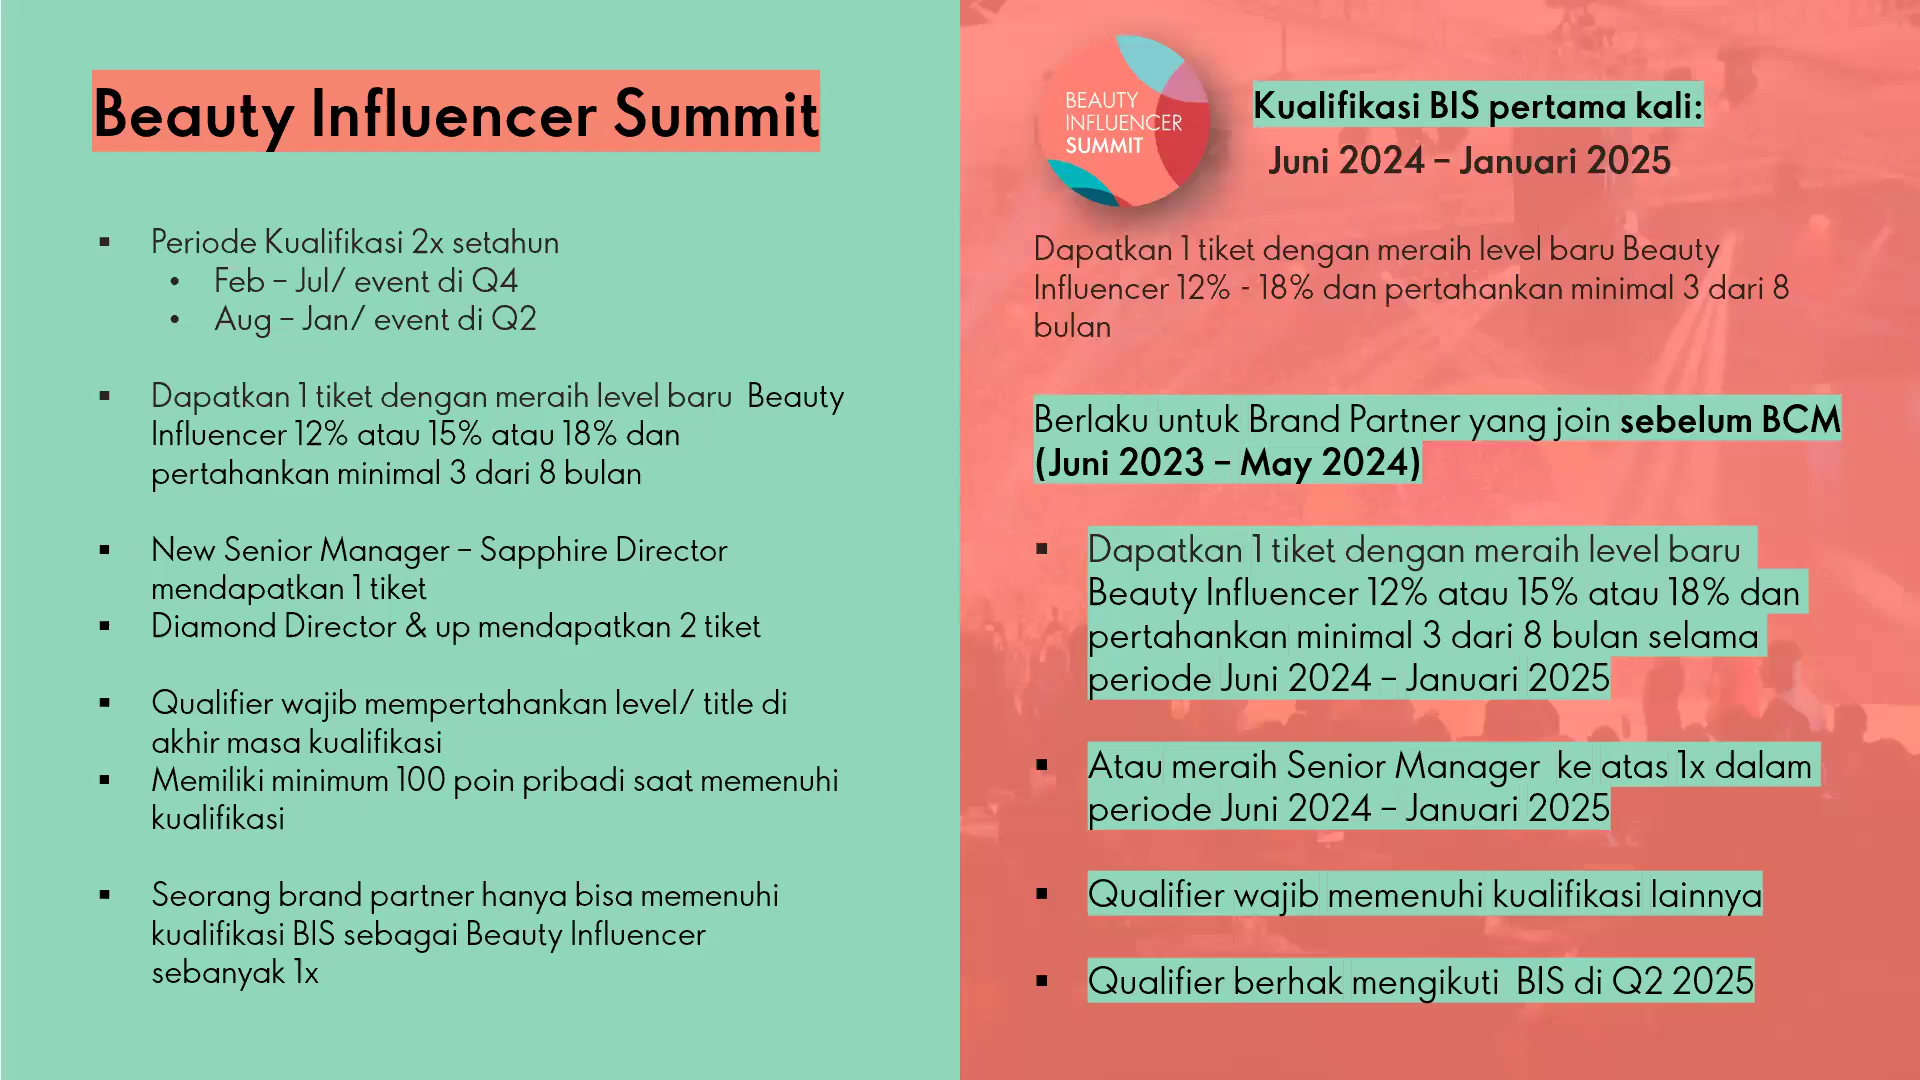 Beauty Influencer Summit
▪ Periode Kualifikasi 2x setahun
• Feb – Jul/ event di Q4
• Aug – Jan/ event di Q2
▪ Dapatkan 1 tiket dengan meraih level baru Beauty
Influencer 12% atau 15% atau 18% dan
pertahankan minimal 3 dari 8 bulan
▪ New Senior Manager – Sapphire Director
mendapatkan 1 tiket
▪ Diamond Director & up mendapatkan 2 tiket
▪ Qualifier wajib mempertahankan level/ title di
akhir masa kualifikasi
▪ Memiliki minimum 100 poin pribadi saat memenuhi
kualifikasi
▪ Seorang brand partner hanya bisa memenuhi
kualifikasi BIS sebagai Beauty Influencer
sebanyak 1x
BEAUTY
INFLUENCER
SUMMIT
Kualifikasi BIS pertama kali:
Juni 2024 – Januari 2025
Dapatkan 1 tiket dengan meraih level baru Beauty
Influencer 12% - 18% dan pertahankan minimal 3 dari 8
bulan
Berlaku untuk Brand Partner yang join sebelum BCM
(Juni 2023 – May 2024)
▪ Dapatkan 1 tiket dengan meraih level baru
Beauty Influencer 12% atau 15% atau 18% dan
pertahankan minimal 3 dari 8 bulan selama
periode Juni 2024 – Januari 2025
▪ Atau meraih Senior Manager ke atas 1x dalam
periode Juni 2024 – Januari 2025
▪ Qualifier wajib memenuhi kualifikasi lainnya
▪ Qualifier berhak mengikuti BIS di Q2 2025